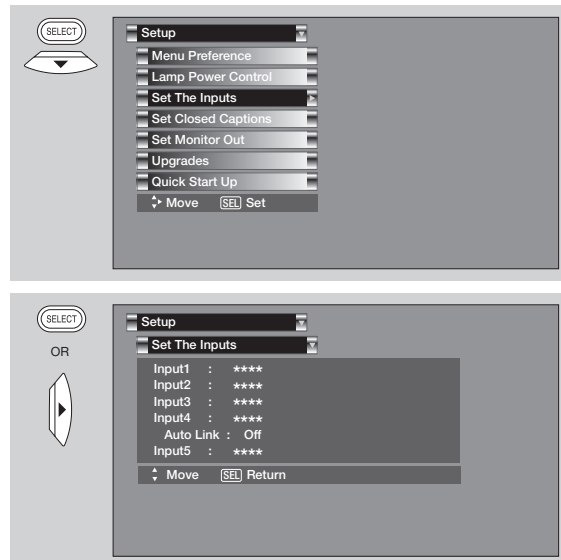 SELECT
Setup
Menu Preference
Lamp Power Control
Set The Inputs
Set Closed Captions
Set Monitor Out
Upgrades
Quick Start Up
Move SEL Set
SELECT
OR
Setup
Set The Inputs
Input1 : ****
Input2 : ****
Input3 : ****
Input4 : ****
Auto Link : Off
Input5 : ****
Move SEL Return